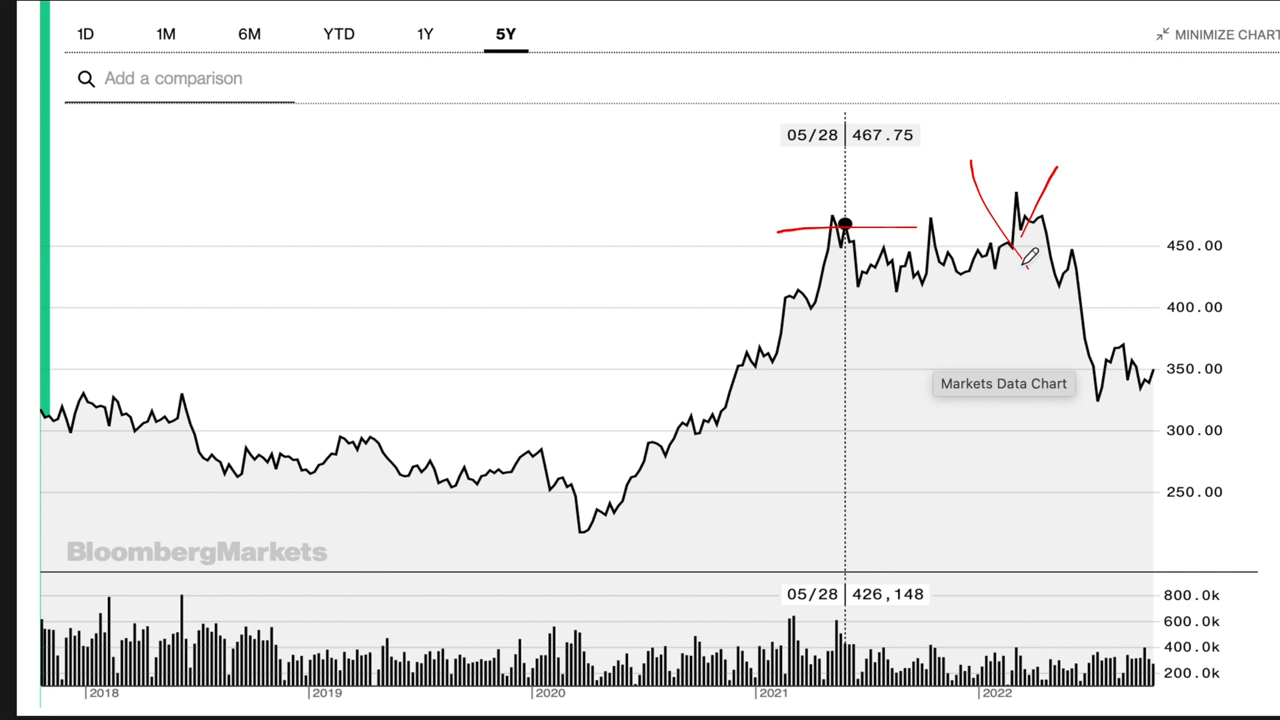 1D 1M 6M YTD 1Y 5Y MINIMIZE CHART
Add a comparison
05/28 467.75
450.00
400.00
Markets Data Chart
350.00
300.00
250.00
BloombergMarkets
05/28 426,148
800.0k
600.0k
400.0k
200.0k
2018 2019 2020 2021 2022